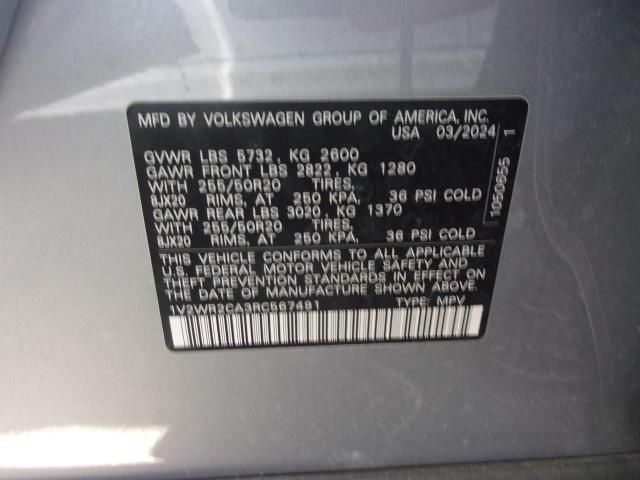 MFD BY VOLKSWAGEN GROUP OF AMERICA, INC.
USA 03/2024
GVWR LBS 5732, KG 2600
GAWR FRONT LBS 2822, KG 1280
WITH 255/50R20 TIRES,
8JX20 RIMS, AT 250 KPA, 36 PSI COLD
GAWR REAR LBS 3020, KG 1370
WITH 255/50R20 TIRES,
8JX20 RIMS, AT 250 KPA, 36 PSI COLD
THIS VEHICLE CONFORMS TO ALL APPLICABLE
U.S. FEDERAL MOTOR VEHICLE SAFETY AND
THEFT PREVENTION STANDARDS IN EFFECT ON
THE DATE OF MANUFACTURE SHOWN ABOVE.
1V2WR2CA3RC567491 TYPE: MPV
1050955 1